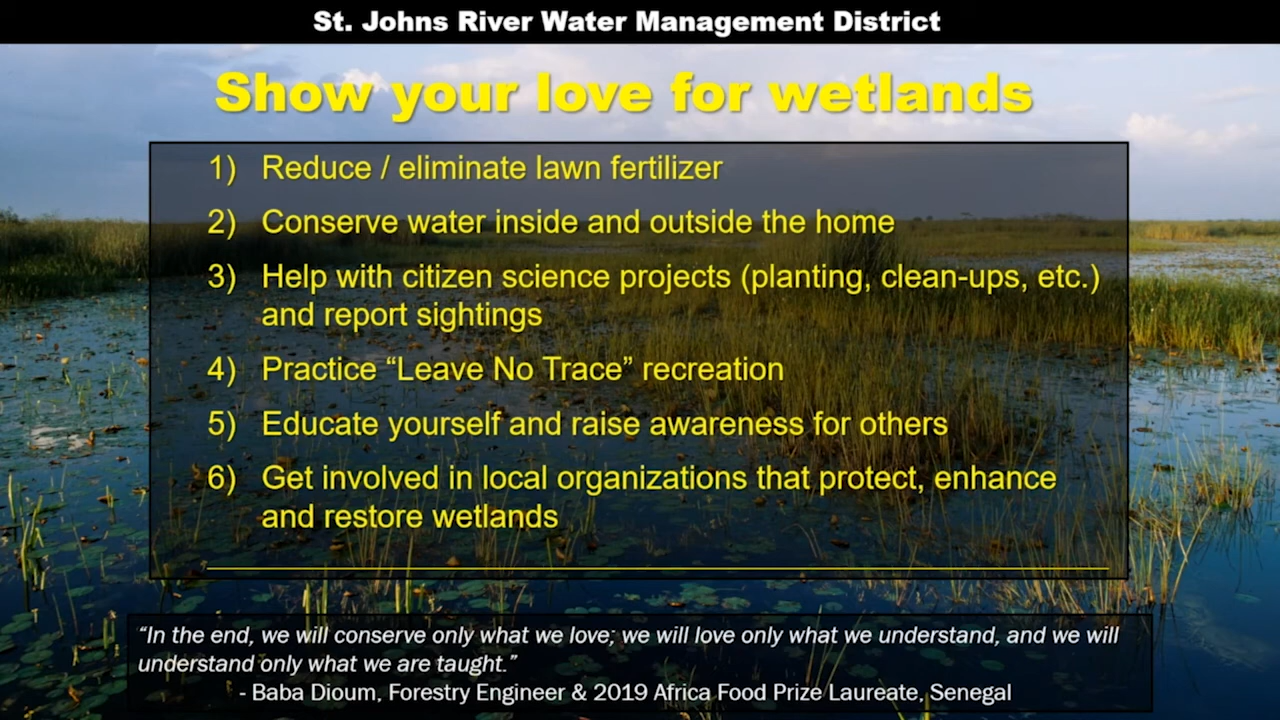 St. Johns River Water Management District
Show your love for wetlands
1) Reduce / eliminate lawn fertilizer
2) Conserve water inside and outside the home
3) Help with citizen science projects (planting, clean-ups, etc.)
and report sightings
4) Practice “Leave No Trace” recreation
5) Educate yourself and raise awareness for others
6) Get involved in local organizations that protect, enhance
and restore wetlands
“In the end, we will conserve only what we love; we will love only what we understand, and we will
understand only what we are taught.”
- Baba Dioum, Forestry Engineer & 2019 Africa Food Prize Laureate, Senegal